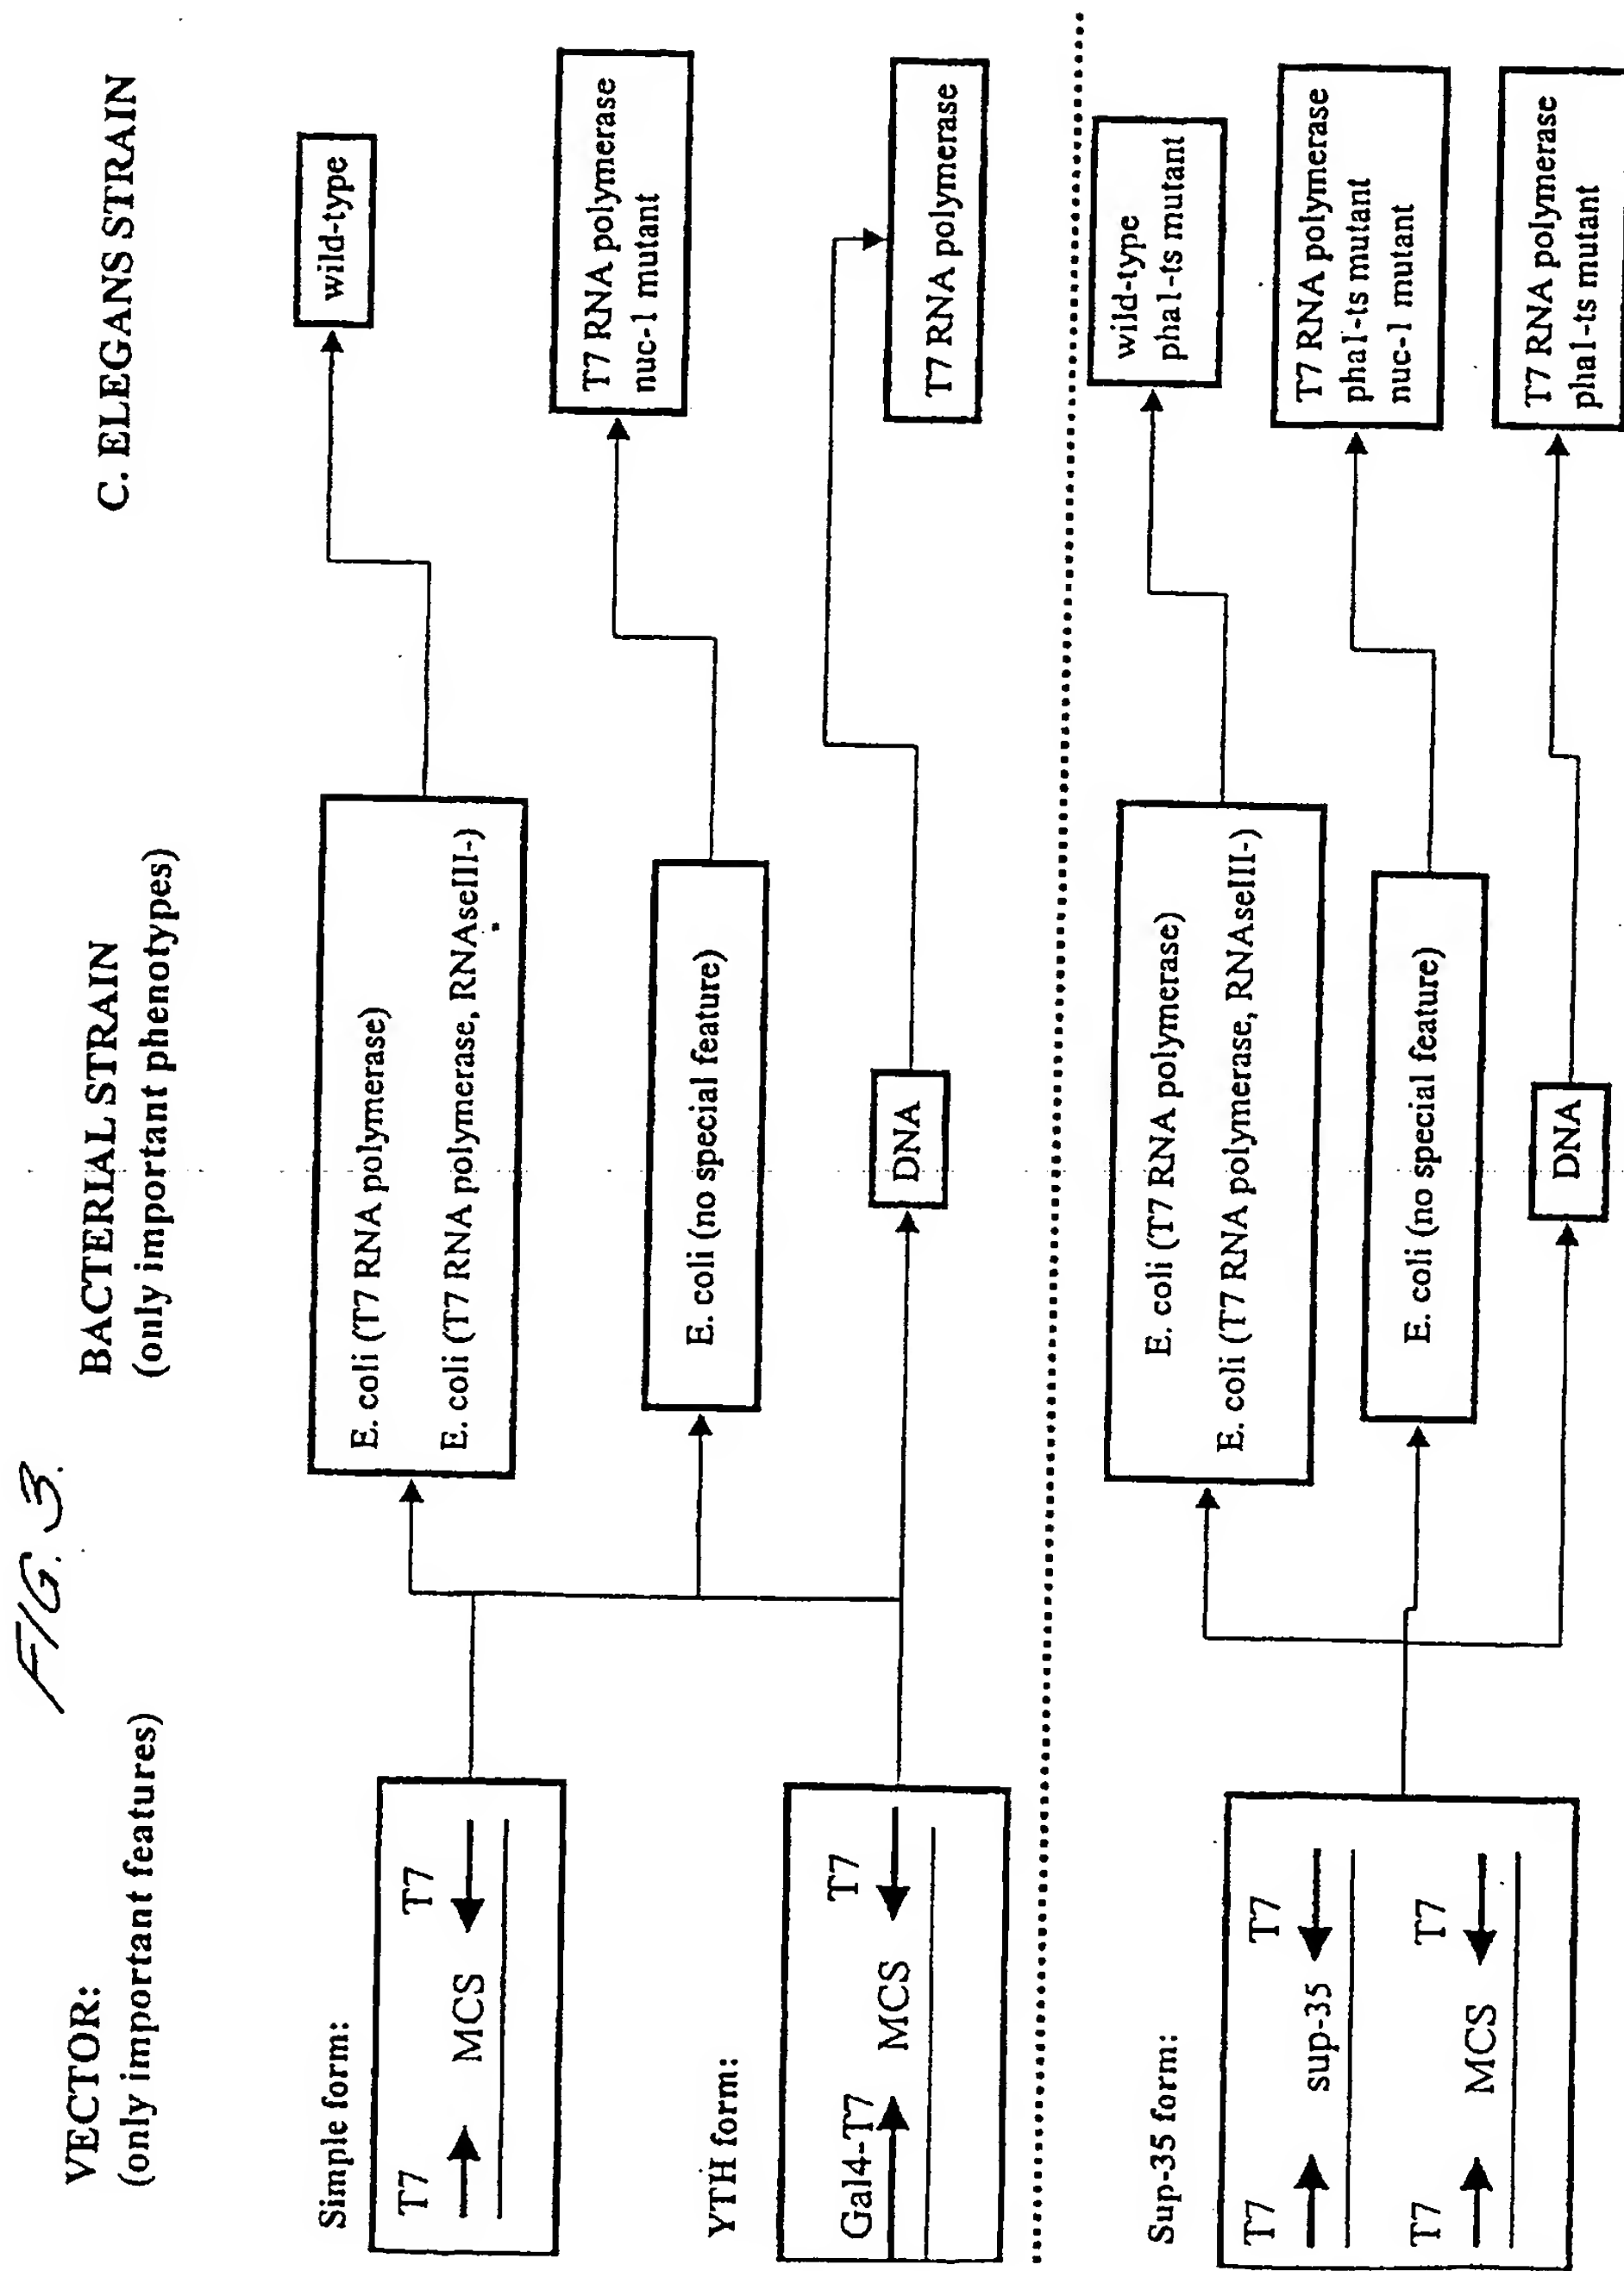 FIG. 3.
VECTOR:
(only important features)
BACTERIAL STRAIN
(only important phenotypes)
C. ELEGANS STRAIN
Simple form:
T7
T7
MCS
YTH form:
Gal4-T7
T7
MCS
E. coli (T7 RNA polymerase)
E. coli (T7 RNA polymerase, RNAseIII-)
E. coli (no special feature)
DNA
wild-type
T7 RNA polymerase
nuc-1 mutant
T7 RNA polymerase
Sup-35 form:
T7
T7
sup-35
T7
T7
MCS
E. coli (T7 RNA polymerase)
E. coli (T7 RNA polymerase, RNAseIII-)
E. coli (no special feature)
DNA
wild-type
pha1-ts mutant
T7 RNA polymerase
pha1-ts mutant
nuc-1 mutant
T7 RNA polymerase
pha1-ts mutant